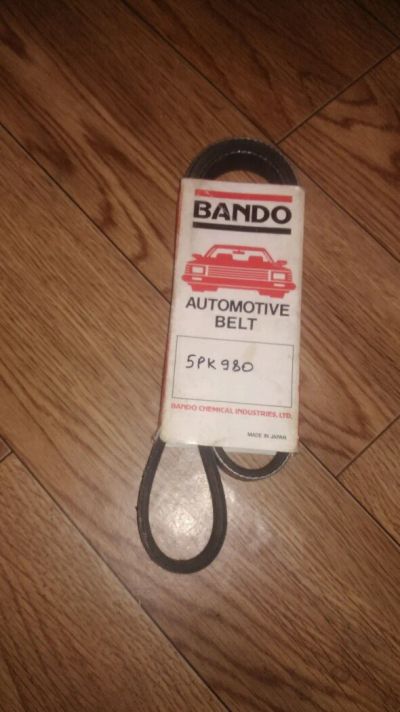 BANDO
AUTOMOTIVE
BELT
5PK980
BANDO CHEMICAL INDUSTRIES, LTD.
MADE IN JAPAN